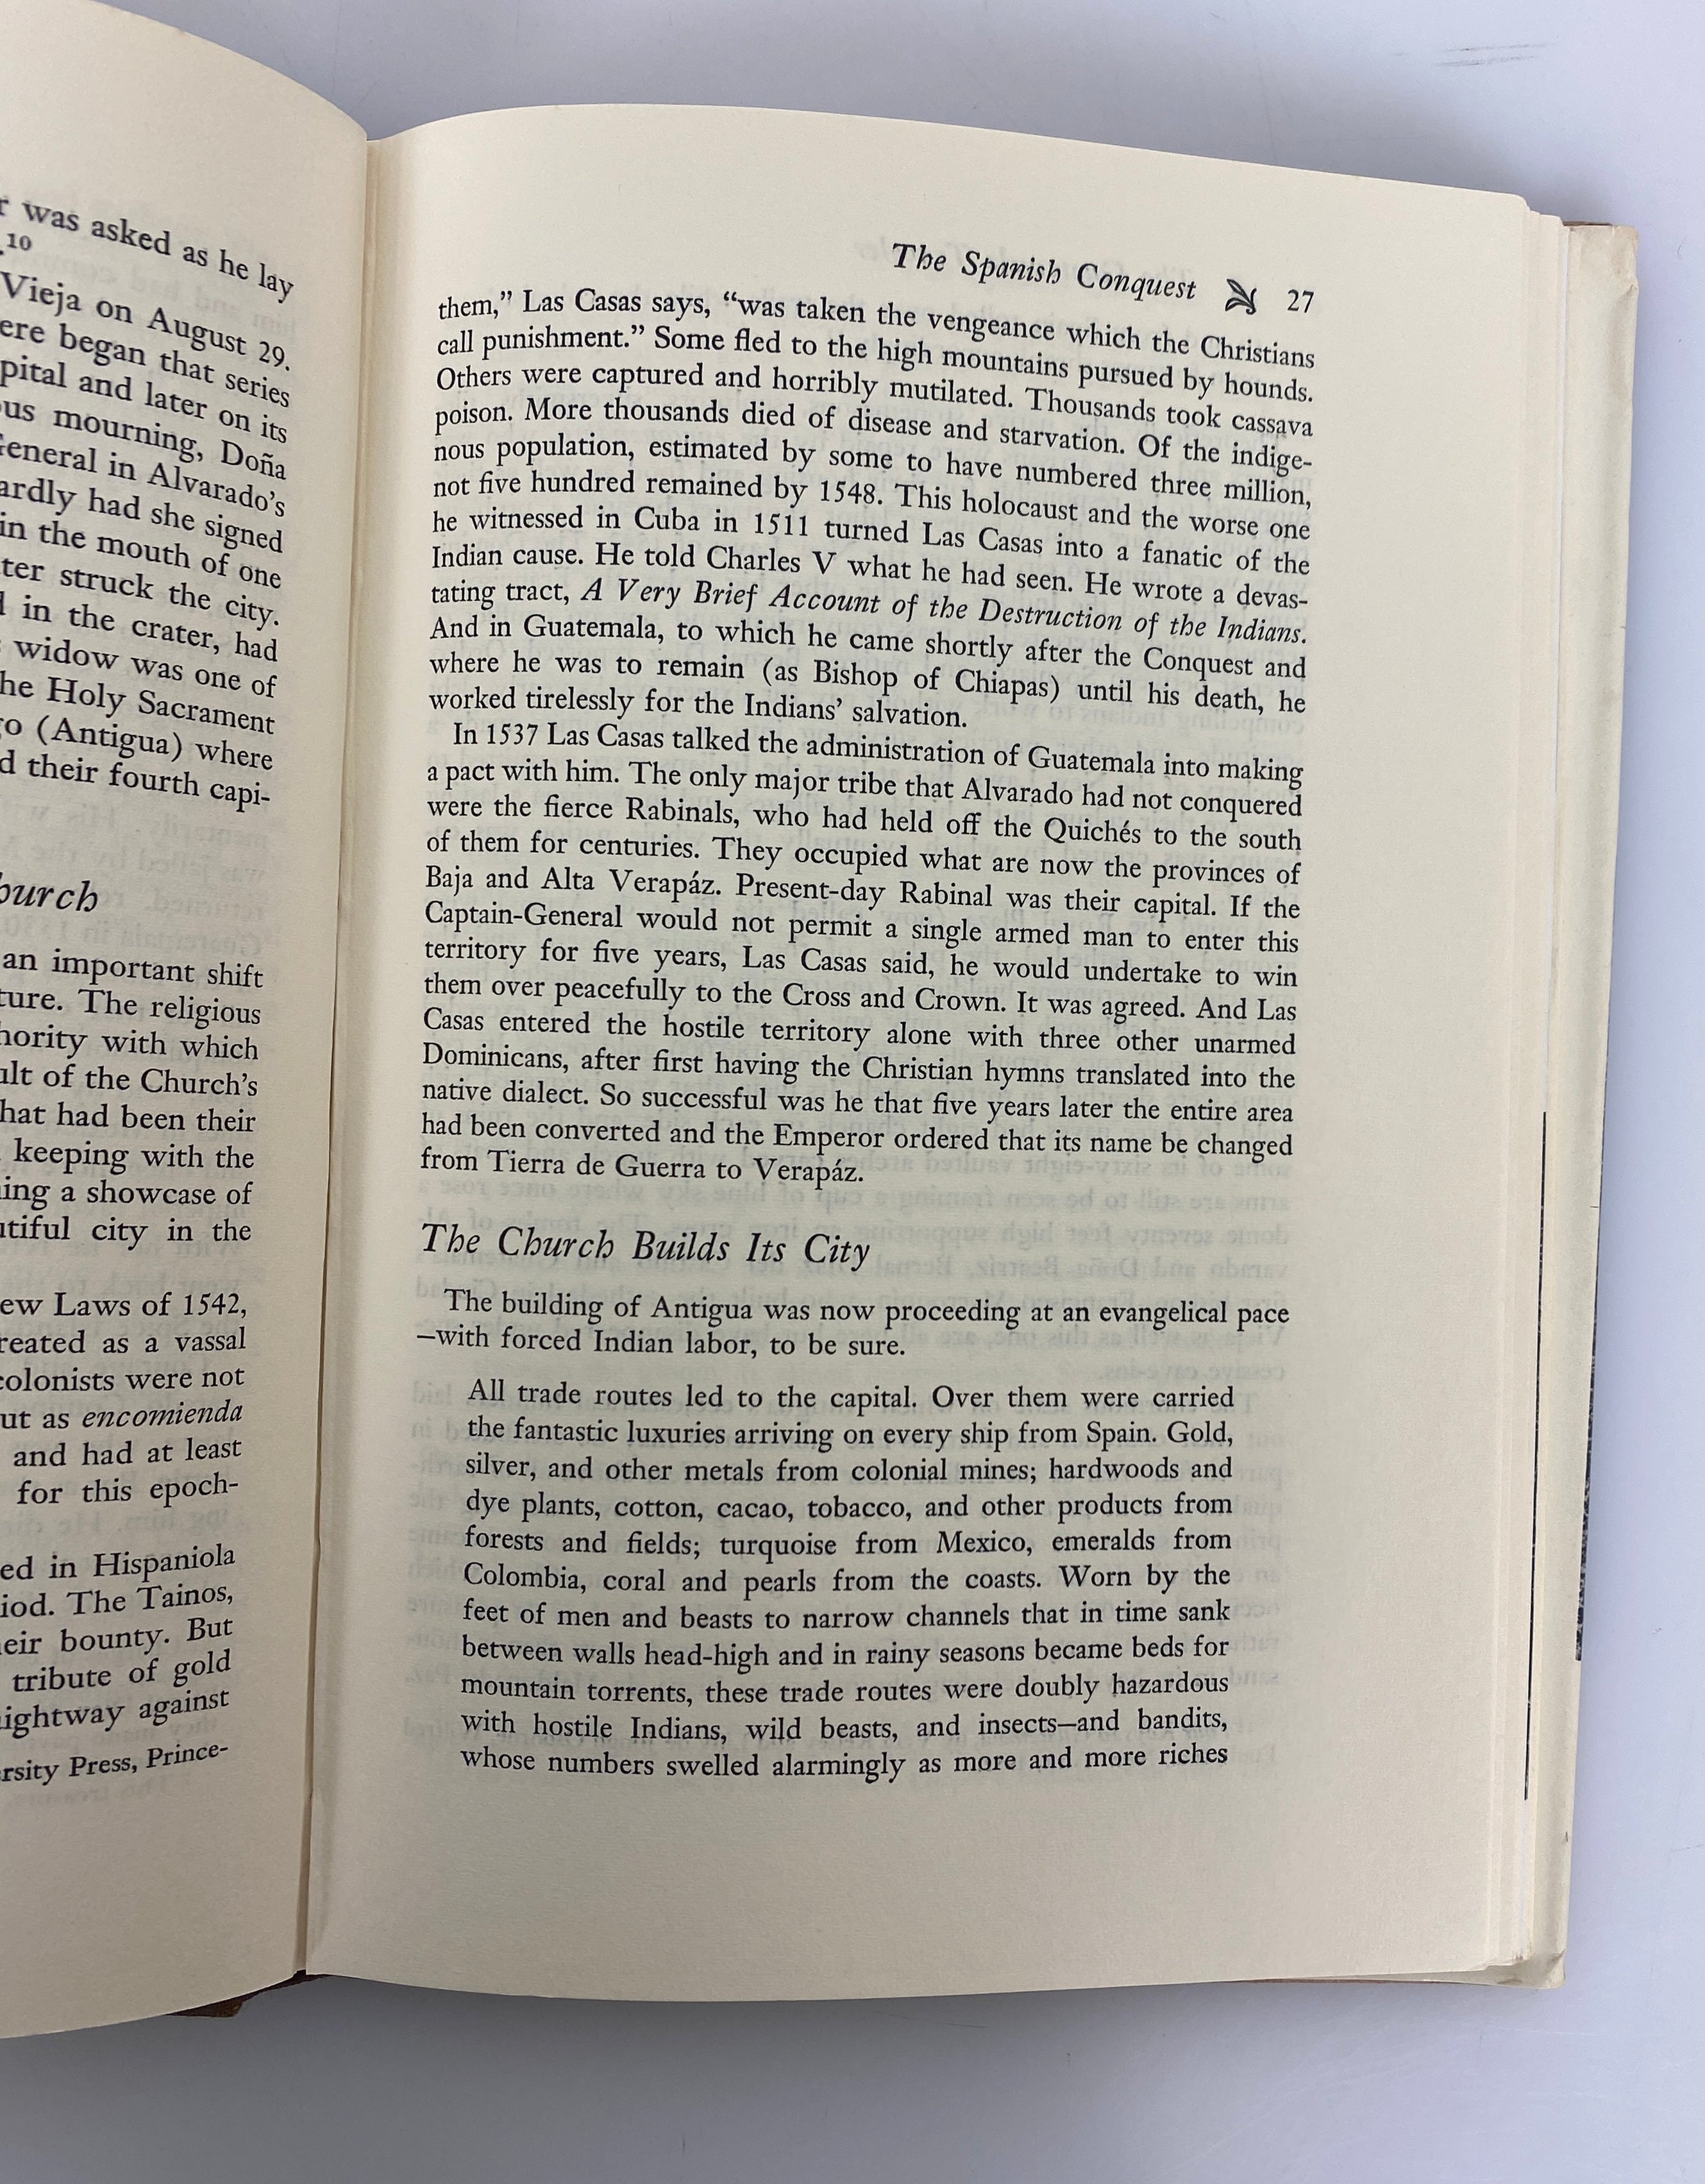 r was asked as he lay
.10
Vieja on August 29.
ere began that series
pital and later on its
ous mourning, Doña
General in Alvarado's
ardly had she signed
in the mouth of one
ter struck the city.
d in the crater, had
widow was one of
he Holy Sacrament
go (Antigua) where
d their fourth capi-
hurch
an important shift
ture. The religious
hority with which
ult of the Church's
hat had been their
keeping with the
ing a showcase of
utiful city in the
ew Laws of 1542,
reated as a vassal
colonists were not
ut as encomienda
and had at least
for this epoch-
ed in Hispaniola
iod. The Tainos,
heir bounty. But
tribute of gold
ightway against
rsity Press, Prince-
The Spanish Conquest 27
them,” Las Casas says, “was taken the vengeance which the Christians
call punishment.” Some fled to the high mountains pursued by hounds.
Others were captured and horribly mutilated. Thousands took cassava
poison. More thousands died of disease and starvation. Of the indige-
nous population, estimated by some to have numbered three million,
not five hundred remained by 1548. This holocaust and the worse one
he witnessed in Cuba in 1511 turned Las Casas into a fanatic of the
Indian cause. He told Charles V what he had seen. He wrote a devas-
tating tract, A Very Brief Account of the Destruction of the Indians.
And in Guatemala, to which he came shortly after the Conquest and
where he was to remain (as Bishop of Chiapas) until his death, he
worked tirelessly for the Indians' salvation.
In 1537 Las Casas talked the administration of Guatemala into making
a pact with him. The only major tribe that Alvarado had not conquered
were the fierce Rabinals, who had held off the Quichés to the south
of them for centuries. They occupied what are now the provinces of
Baja and Alta Verapáz. Present-day Rabinal was their capital. If the
Captain-General would not permit a single armed man to enter this
territory for five years, Las Casas said, he would undertake to win
them over peacefully to the Cross and Crown. It was agreed. And Las
Casas entered the hostile territory alone with three other unarmed
Dominicans, after first having the Christian hymns translated into the
native dialect. So successful was he that five years later the entire area
had been converted and the Emperor ordered that its name be changed
from Tierra de Guerra to Verapáz.
The Church Builds Its City
The building of Antigua was now proceeding at an evangelical pace
—with forced Indian labor, to be sure.
All trade routes led to the capital. Over them were carried
the fantastic luxuries arriving on every ship from Spain. Gold,
silver, and other metals from colonial mines; hardwoods and
dye plants, cotton, cacao, tobacco, and other products from
forests and fields; turquoise from Mexico, emeralds from
Colombia, coral and pearls from the coasts. Worn by the
feet of men and beasts to narrow channels that in time sank
between walls head-high and in rainy seasons became beds for
mountain torrents, these trade routes were doubly hazardous
with hostile Indians, wild beasts, and insects—and bandits,
whose numbers swelled alarmingly as more and more riches